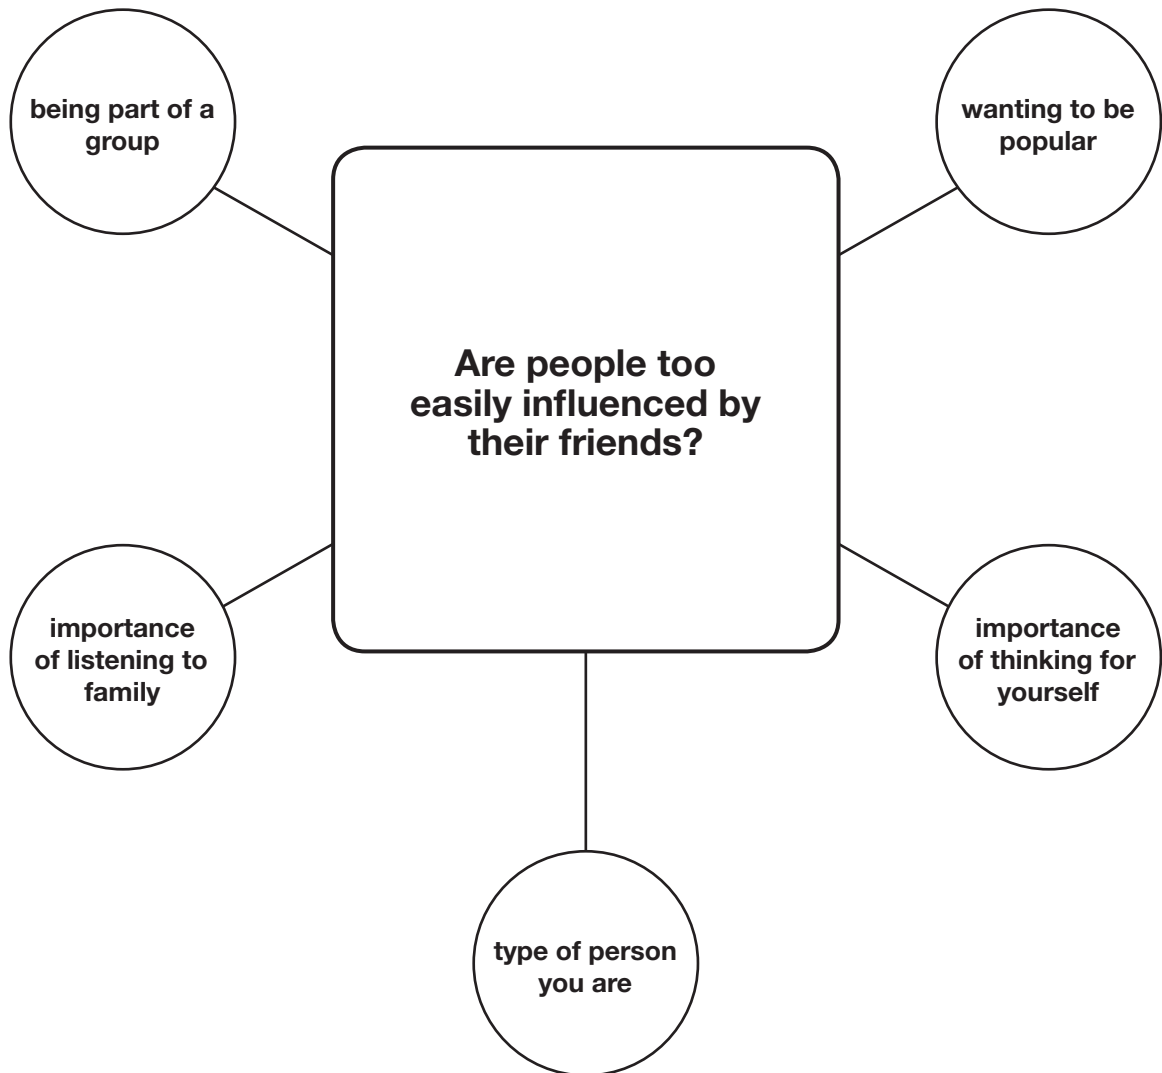 being part of a
group
wanting to be
popular
Are people too
easily influenced by
their friends?
importance
of listening to
family
importance
of thinking for
yourself
type of person
you are